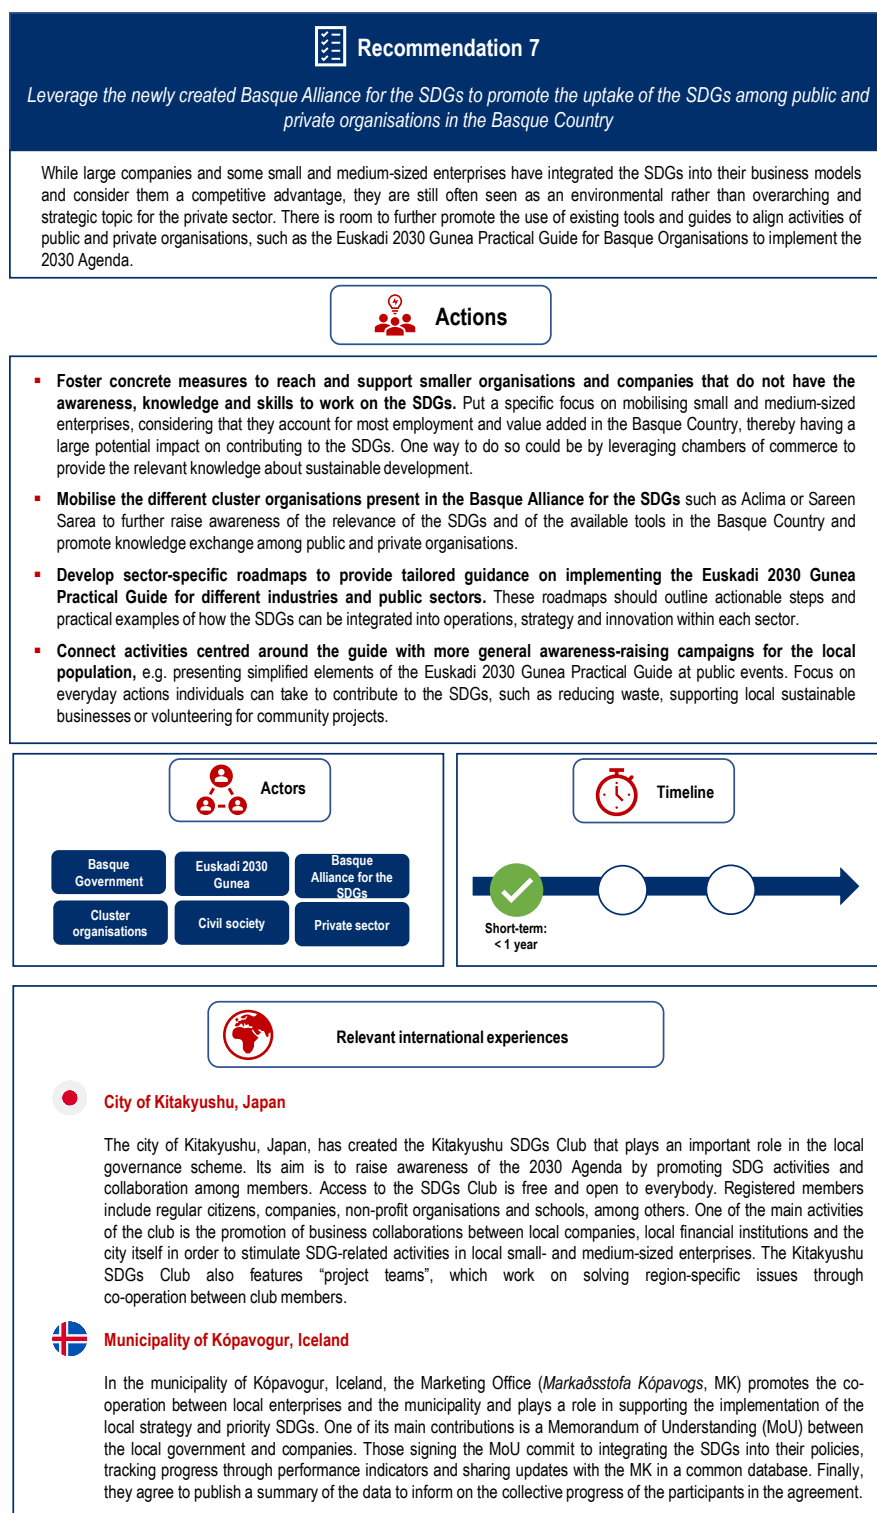 Recommendation 7
Leverage the newly created Basque Alliance for the SDGs to promote the uptake of the SDGs among public and
private organisations in the Basque Country
While large companies and some small and medium-sized enterprises have integrated the SDGs into their business models
and consider them a competitive advantage, they are still often seen as an environmental rather than overarching and
strategic topic for the private sector. There is room to further promote the use of existing tools and guides to align activities of
public and private organisations, such as the Euskadi 2030 Gunea Practical Guide for Basque Organisations to implement the
2030 Agenda.
Actions
▪ Foster concrete measures to reach and support smaller organisations and companies that do not have the
awareness, knowledge and skills to work on the SDGs. Put a specific focus on mobilising small and medium-sized
enterprises, considering that they account for most employment and value added in the Basque Country, thereby having a
large potential impact on contributing to the SDGs. One way to do so could be by leveraging chambers of commerce to
provide the relevant knowledge about sustainable development.
▪ Mobilise the different cluster organisations present in the Basque Alliance for the SDGs such as Aclima or Sareen
Sarea to further raise awareness of the relevance of the SDGs and of the available tools in the Basque Country and
promote knowledge exchange among public and private organisations.
▪ Develop sector-specific roadmaps to provide tailored guidance on implementing the Euskadi 2030 Gunea
Practical Guide for different industries and public sectors. These roadmaps should outline actionable steps and
practical examples of how the SDGs can be integrated into operations, strategy and innovation within each sector.
▪ Connect activities centred around the guide with more general awareness-raising campaigns for the local
population, e.g. presenting simplified elements of the Euskadi 2030 Gunea Practical Guide at public events. Focus on
everyday actions individuals can take to contribute to the SDGs, such as reducing waste, supporting local sustainable
businesses or volunteering for community projects.
Actors
Basque
Government
Euskadi 2030
Gunea
Basque
Alliance for the
SDGs
Cluster
organisations
Civil society
Private sector
Timeline
Short-term:
< 1 year
Relevant international experiences
City of Kitakyushu, Japan
The city of Kitakyushu, Japan, has created the Kitakyushu SDGs Club that plays an important role in the local
governance scheme. Its aim is to raise awareness of the 2030 Agenda by promoting SDG activities and
collaboration among members. Access to the SDGs Club is free and open to everybody. Registered members
include regular citizens, companies, non-profit organisations and schools, among others. One of the main activities
of the club is the promotion of business collaborations between local companies, local financial institutions and the
city itself in order to stimulate SDG-related activities in local small- and medium-sized enterprises. The Kitakyushu
SDGs Club also features “project teams”, which work on solving region-specific issues through
co-operation between club members.
Municipality of Kópavogur, Iceland
In the municipality of Kópavogur, Iceland, the Marketing Office (Markaðsstofa Kópavogs, MK) promotes the co-
operation between local enterprises and the municipality and plays a role in supporting the implementation of the
local strategy and priority SDGs. One of its main contributions is a Memorandum of Understanding (MoU) between
the local government and companies. Those signing the MoU commit to integrating the SDGs into their policies,
tracking progress through performance indicators and sharing updates with the MK in a common database. Finally,
they agree to publish a summary of the data to inform on the collective progress of the participants in the agreement.